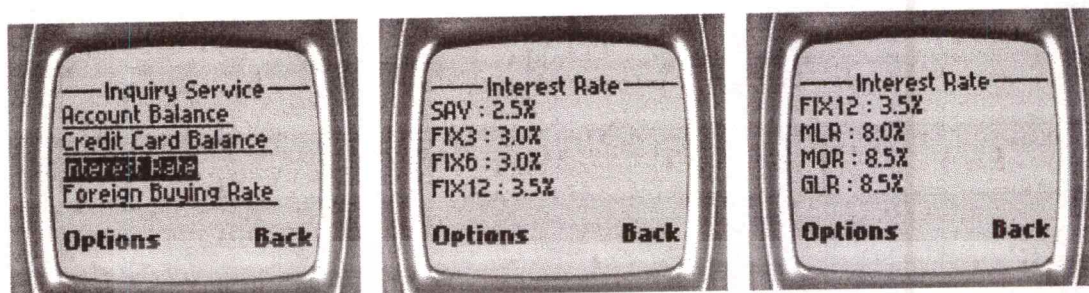 Inquiry Service
Account Balance
Credit Card Balance
Interest Rate
Foreign Buying Rate
Options Back
Interest Rate
SAV : 2.5%
FIX3 : 3.0%
FIX6 : 3.0%
FIX12 : 3.5%
Options Back
Interest Rate
FIX12 : 3.5%
MLR : 8.0%
MOR : 8.5%
GLR : 8.5%
Options Back